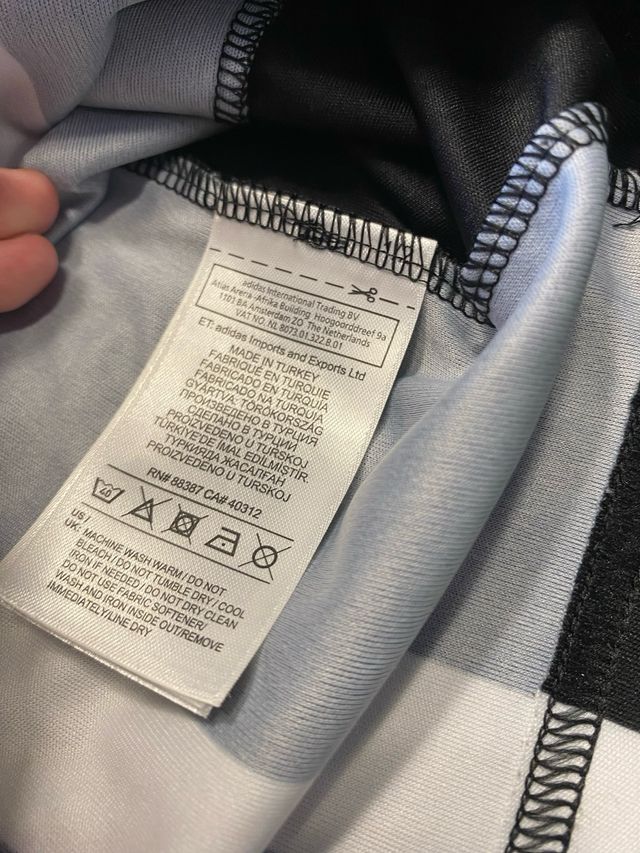 adidas International Trading BV
Atlas Arena-Afrika Building Hoogoorddreef 9a
1101 BA Amsterdam ZO The Netherlands
VAT NO. NL 8073.01.322.B.01
ET: adidas Imports and Exports Ltd
MADE IN TURKEY
FABRIQUÉ EN TURQUIE
FABRICADO EN TURQUIA
FABRICADO NA TURQUIA
GYÁRTVA: TÖRÖKORSZÁG
ПРОИЗВЕДЕНО В ТУРЦИЯ
СДЕЛАНО В ТУРЦИИ
PROIZVEDENO U TURSKOJ
TÜRKİYE'DE İMAL EDİLMİŞTİR.
ТУРКИЯДА ЖАСАЛҒАН
PROIZVEDENO U TURSKOJ
RN# 88387 CA# 40312
40
US /
UK: MACHINE WASH WARM / DO NOT
BLEACH / DO NOT TUMBLE DRY / COOL
IRON IF NEEDED / DO NOT DRY CLEAN
DO NOT USE FABRIC SOFTENER/
WASH AND IRON INSIDE OUT/REMOVE
IMMEDIATELY/LINE DRY